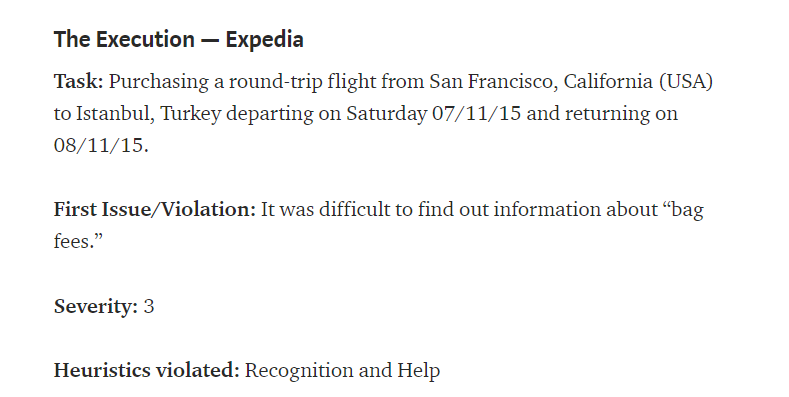 The Execution — Expedia
Task: Purchasing a round-trip flight from San Francisco, California (USA)
to Istanbul, Turkey departing on Saturday 07/11/15 and returning on
08/11/15.
First Issue/Violation: It was difficult to find out information about “bag
fees.”
Severity: 3
Heuristics violated: Recognition and Help